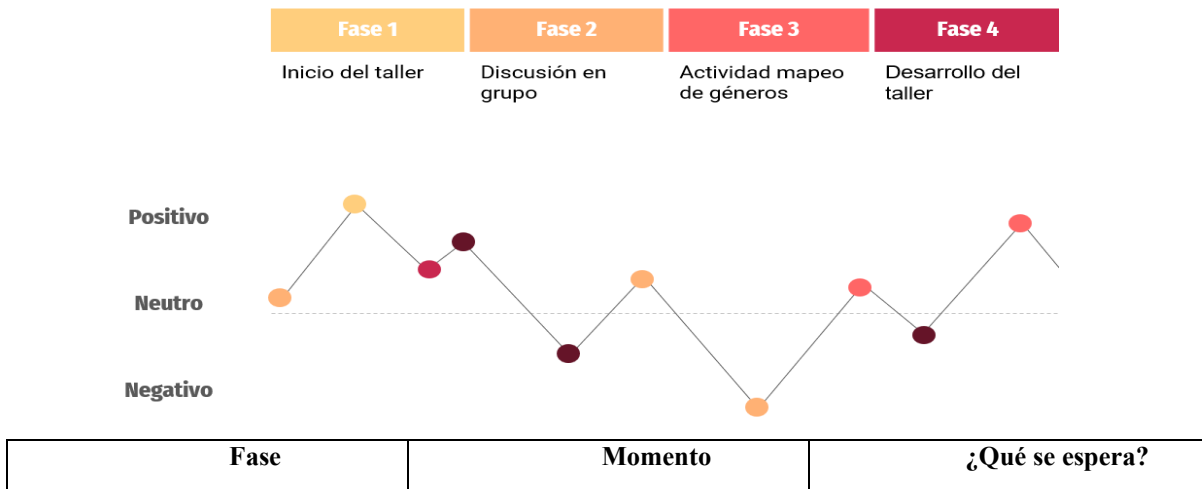 Fase 1
Fase 2
Fase 3
Fase 4
Inicio del taller
Discusión en
grupo
Actividad mapeo
de géneros
Desarrollo del
taller
Positivo
Neutro
Negativo
Fase
Momento
¿Qué se espera?